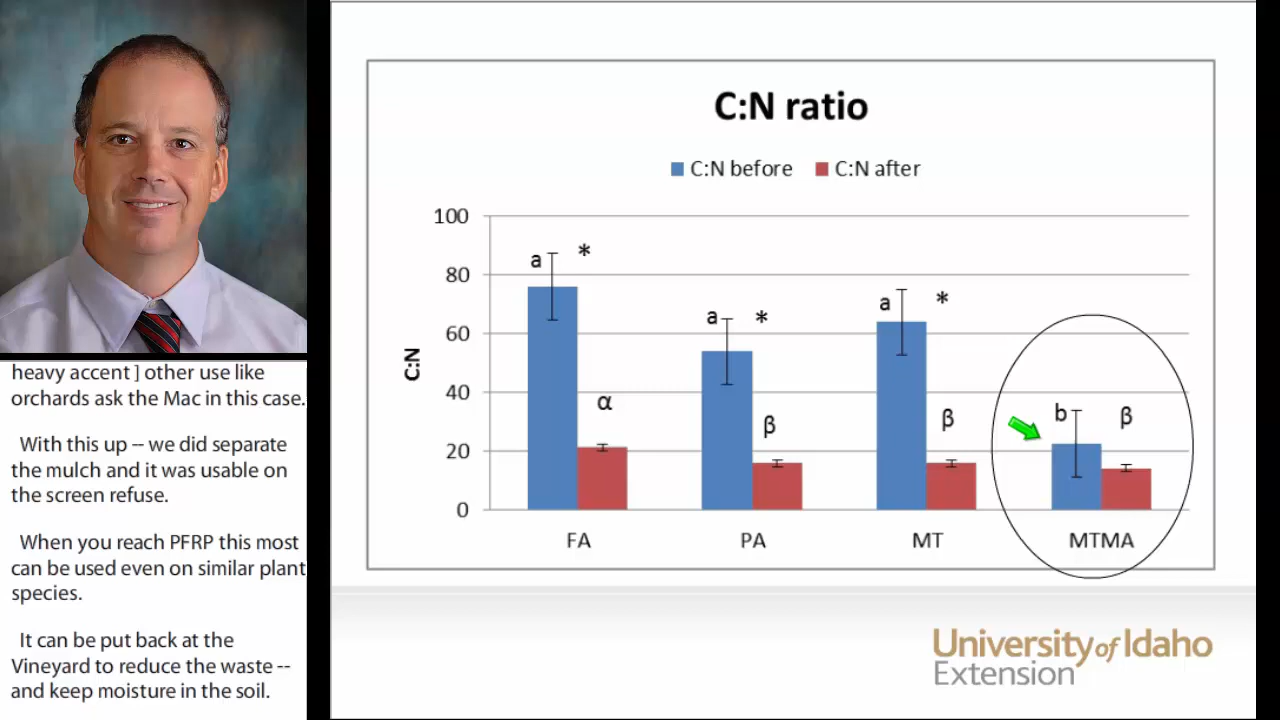 heavy accent ] other use like
orchards ask the Mac in this case.
With this up -- we did separate
the mulch and it was usable on
the screen refuse.
When you reach PFRP this most
can be used even on similar plant
species.
It can be put back at the
Vineyard to reduce the waste --
and keep moisture in the soil.
C:N ratio
C:N before C:N after
C:N
100
80
60
40
20
0
a *
α
a *
β
a *
β
b β
FA PA MT MTMA
University of Idaho
Extension